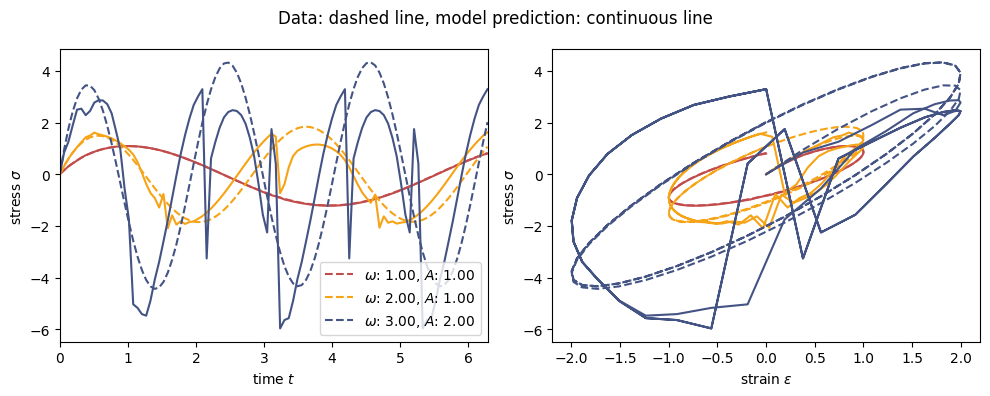 Data: dashed line, model prediction: continuous line
stress σ
4
2
0
−2
−4
−6
ω: 1.00, A: 1.00
ω: 2.00, A: 1.00
ω: 3.00, A: 2.00
0 1 2 3 4 5 6
time t
stress σ
4
2
0
−2
−4
−6
−2.0 −1.5 −1.0 −0.5 0.0 0.5 1.0 1.5 2.0
strain ε